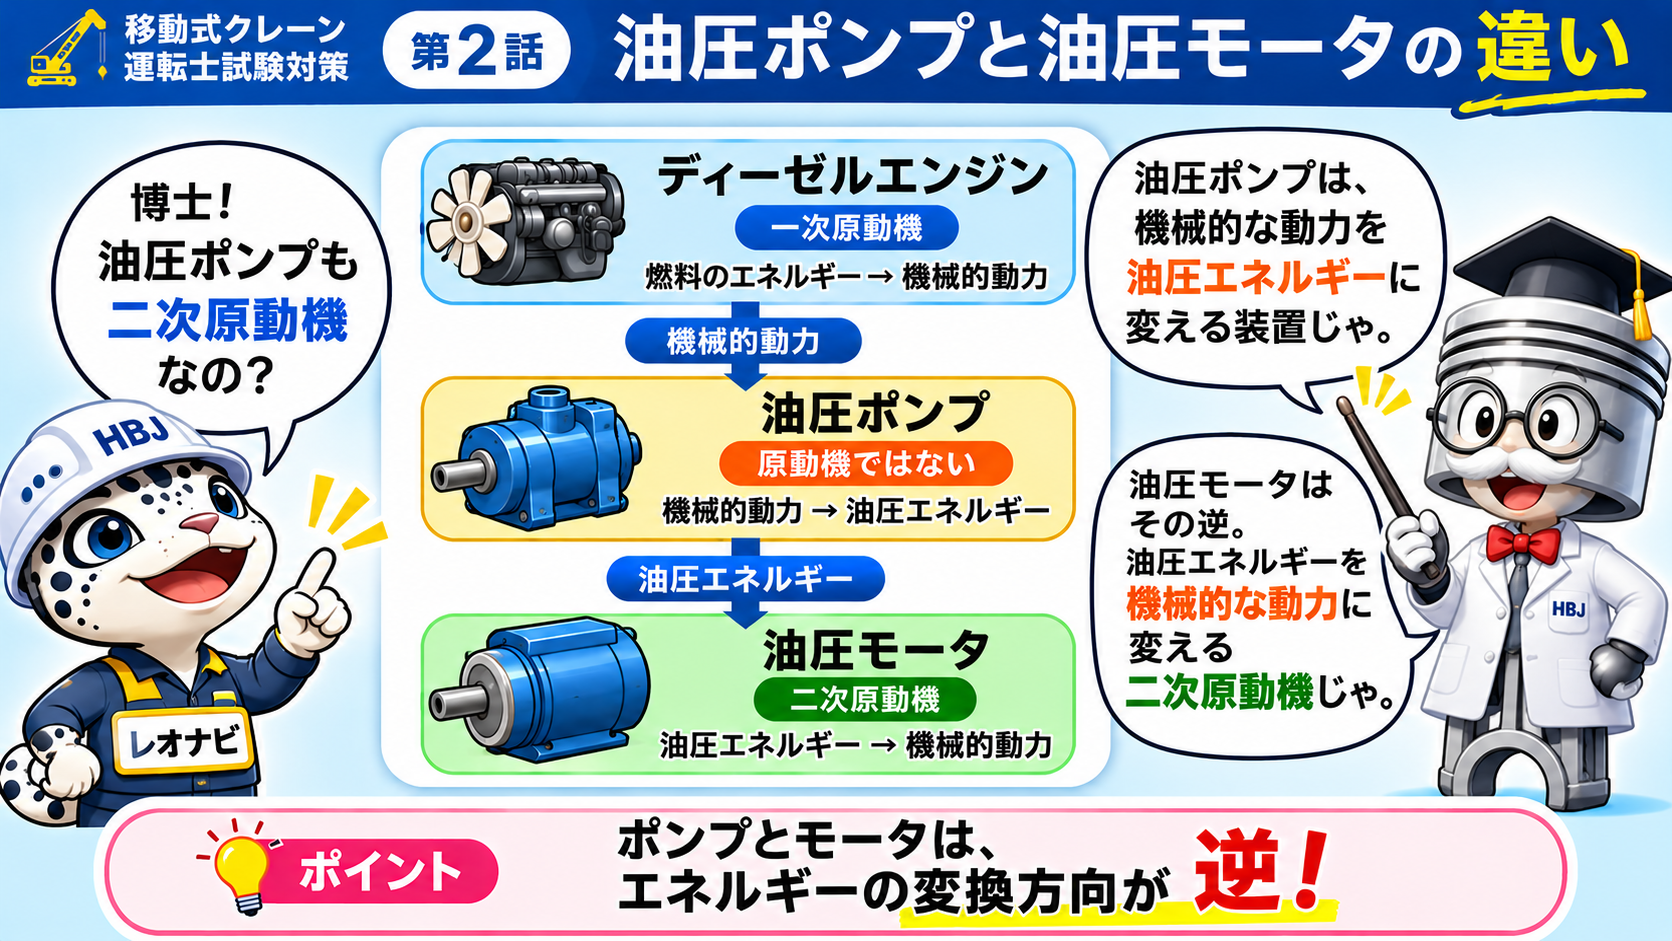 移動式クレーン
運転士試験対策
第2話
油圧ポンプと油圧モータの違い
博士!
油圧ポンプも
二次原動機
なの?
HBJ
レオナビ
ディーゼルエンジン
一次原動機
燃料のエネルギー → 機械的動力
機械的動力
油圧ポンプ
原動機ではない
機械的動力 → 油圧エネルギー
油圧エネルギー
油圧モータ
二次原動機
油圧エネルギー → 機械的動力
油圧ポンプは、
機械的な動力を
油圧エネルギーに
変える装置じゃ。
油圧モータは
その逆。
油圧エネルギーを
機械的な動力に
変える
二次原動機じゃ。
HBJ
HBJ
ポイント
ポンプとモータは、
エネルギーの変換方向が 逆!